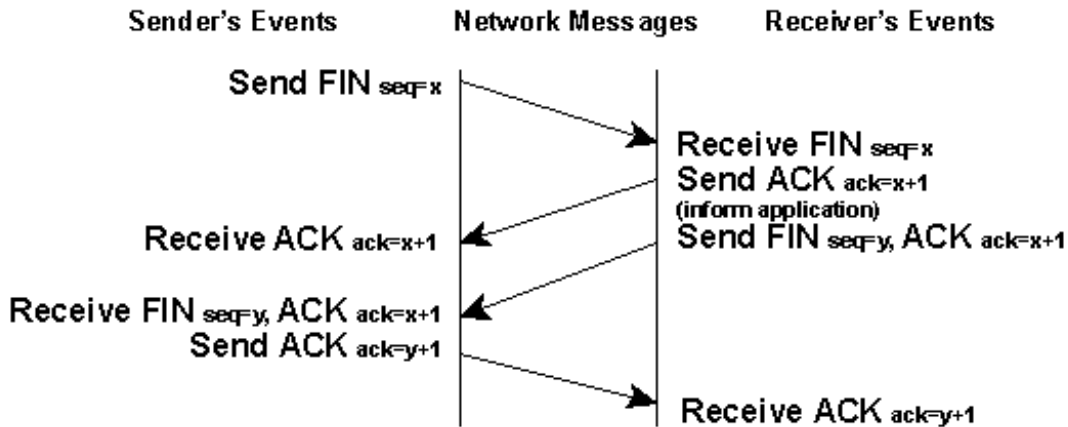 Sender's Events Network Messages Receiver's Events
Send FIN seq=x
Receive FIN seq=x
Send ACK ack=x+1
(inform application)
Receive ACK ack=x+1
Send FIN seq=y, ACK ack=x+1
Receive FIN seq=y, ACK ack=x+1
Send ACK ack=y+1
Receive ACK ack=y+1